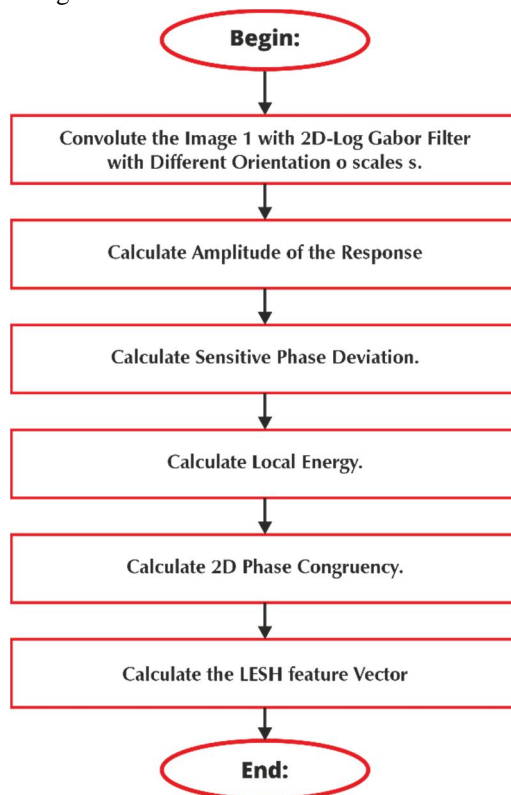 Begin:
Convolute the Image 1 with 2D-Log Gabor Filter
with Different Orientation o scales s.
Calculate Amplitude of the Response
Calculate Sensitive Phase Deviation.
Calculate Local Energy.
Calculate 2D Phase Congruency.
Calculate the LESH feature Vector
End: